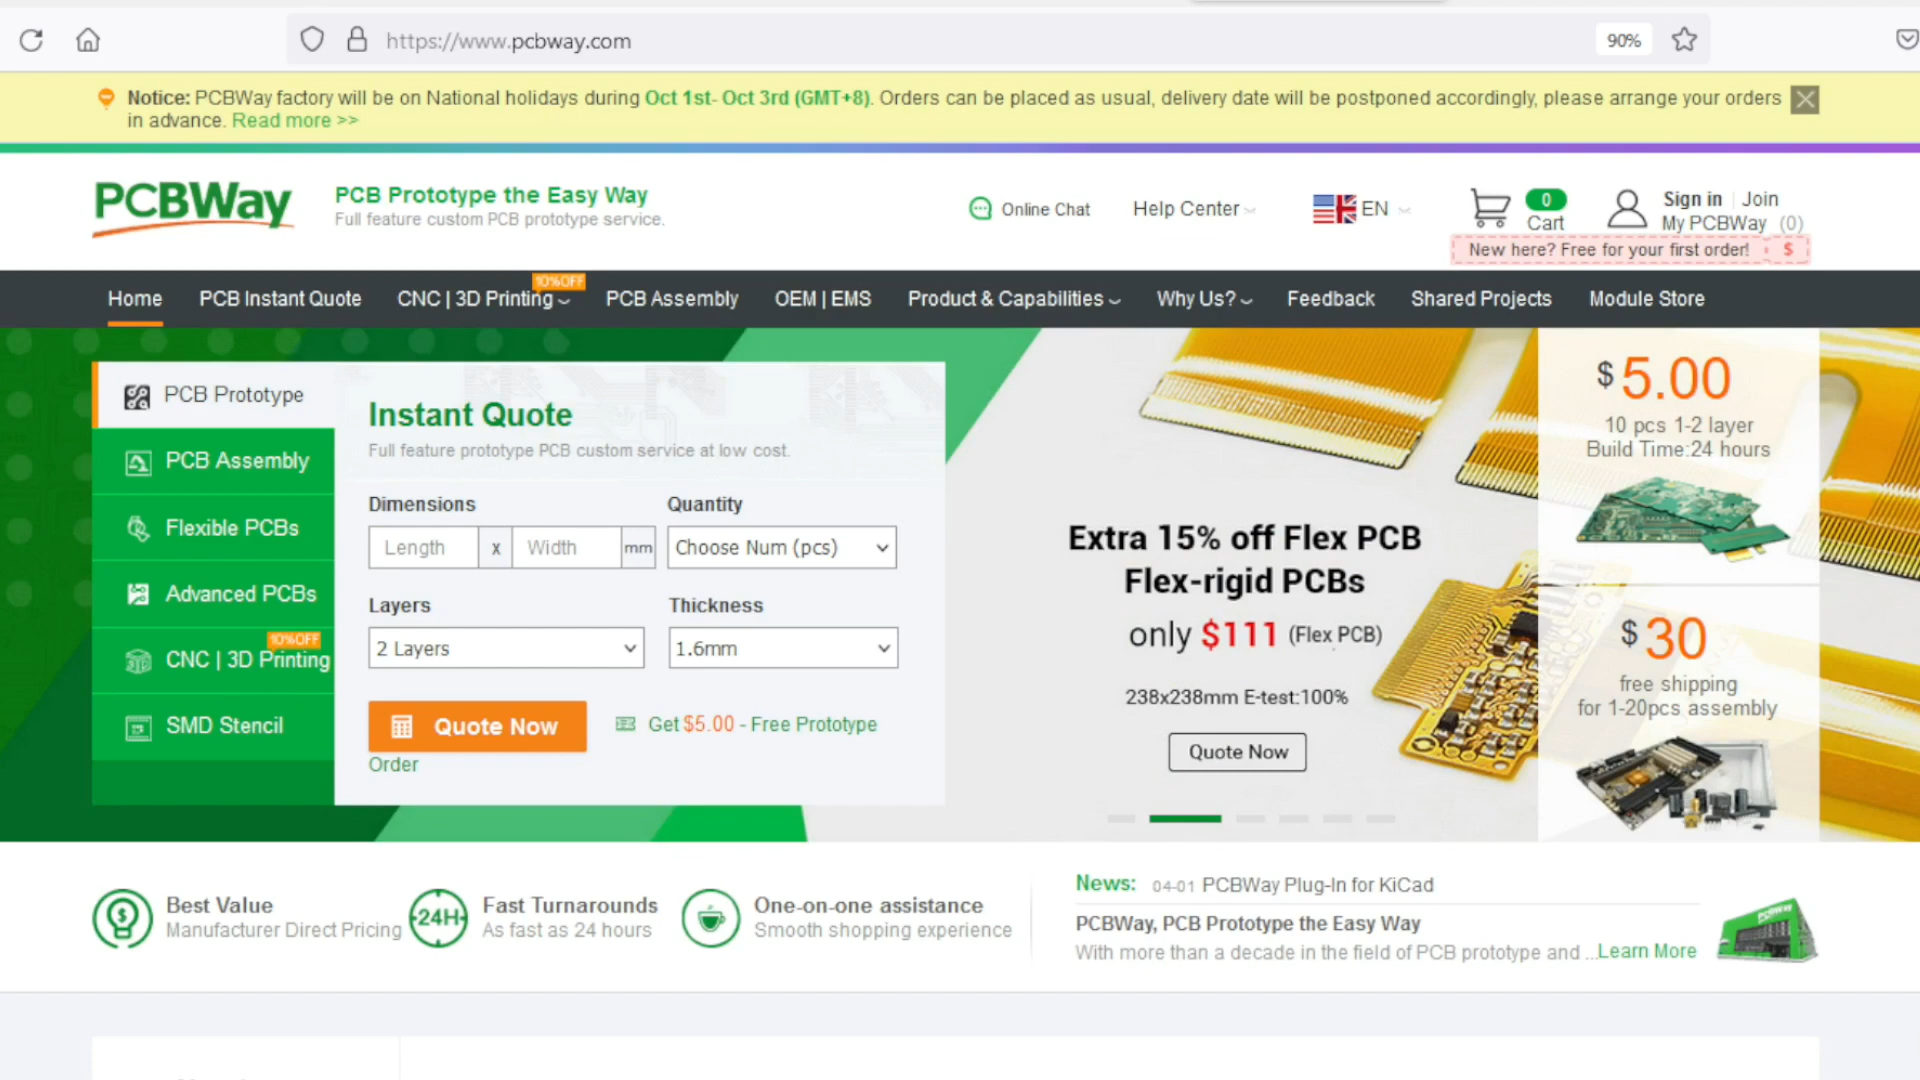 https://www.pcbway.com
90%
Notice: PCBWay factory will be on National holidays during Oct 1st- Oct 3rd (GMT+8). Orders can be placed as usual, delivery date will be postponed accordingly, please arrange your orders
in advance. Read more >>
PCBWay
PCB Prototype the Easy Way
Full feature custom PCB prototype service.
Online Chat
Help Center
EN
0
Cart
Sign in | Join
My PCBWay (0)
New here? Free for your first order! $
10%OFF
Home
PCB Instant Quote
CNC | 3D Printing
PCB Assembly
OEM | EMS
Product & Capabilities
Why Us?
Feedback
Shared Projects
Module Store
PCB Prototype
PCB Assembly
Flexible PCBs
Advanced PCBs
10%OFF
CNC | 3D Printing
SMD Stencil
Instant Quote
Full feature prototype PCB custom service at low cost.
Dimensions
Quantity
Length x Width mm
Choose Num (pcs)
Layers
Thickness
2 Layers
1.6mm
Quote Now
Get $5.00 - Free Prototype
Order
Extra 15% off Flex PCB
Flex-rigid PCBs
only $111 (Flex PCB)
238x238mm E-test:100%
Quote Now
$5.00
10 pcs 1-2 layer
Build Time:24 hours
$30
free shipping
for 1-20pcs assembly
Best Value
Manufacturer Direct Pricing
24H
Fast Turnarounds
As fast as 24 hours
One-on-one assistance
Smooth shopping experience
News: 04-01 PCBWay Plug-In for KiCad
PCBWay, PCB Prototype the Easy Way
With more than a decade in the field of PCB prototype and ...Learn More
PCBWay